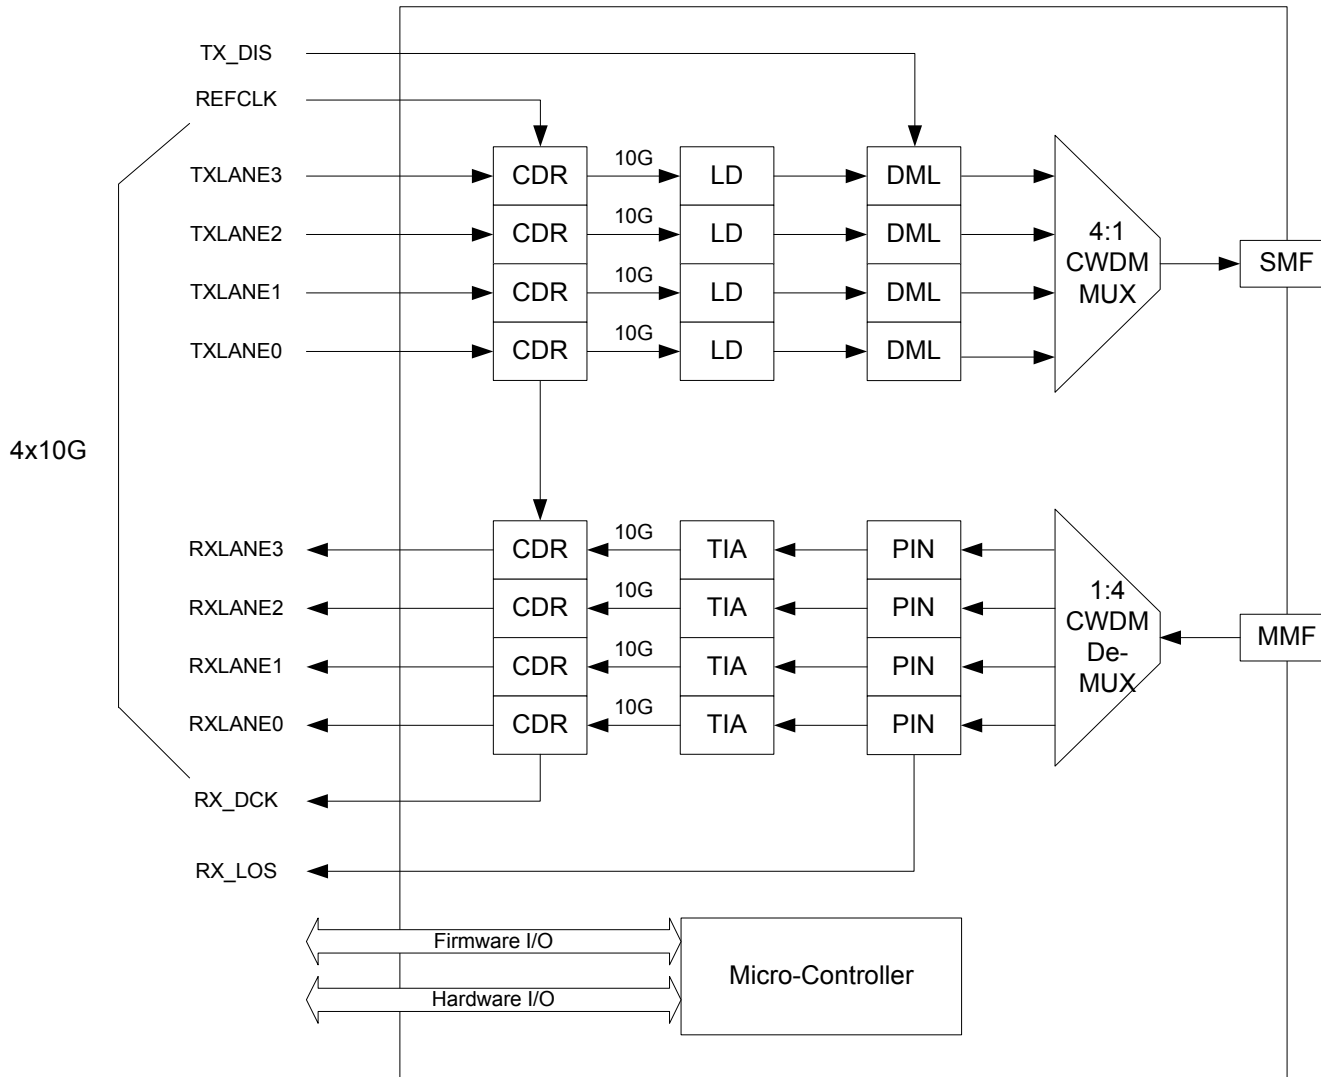 TX_DIS
REFCLK
TXLANE3
CDR
10G
LD
DML
TXLANE2
CDR
10G
LD
DML
TXLANE1
CDR
10G
LD
DML
TXLANE0
CDR
10G
LD
DML
4:1
CWDM
MUX
SMF
4x10G
RXLANE3
CDR
10G
TIA
PIN
RXLANE2
CDR
10G
TIA
PIN
RXLANE1
CDR
10G
TIA
PIN
RXLANE0
CDR
10G
TIA
PIN
1:4
CWDM
De-
MUX
MMF
RX_DCK
RX_LOS
Firmware I/O
Hardware I/O
Micro-Controller